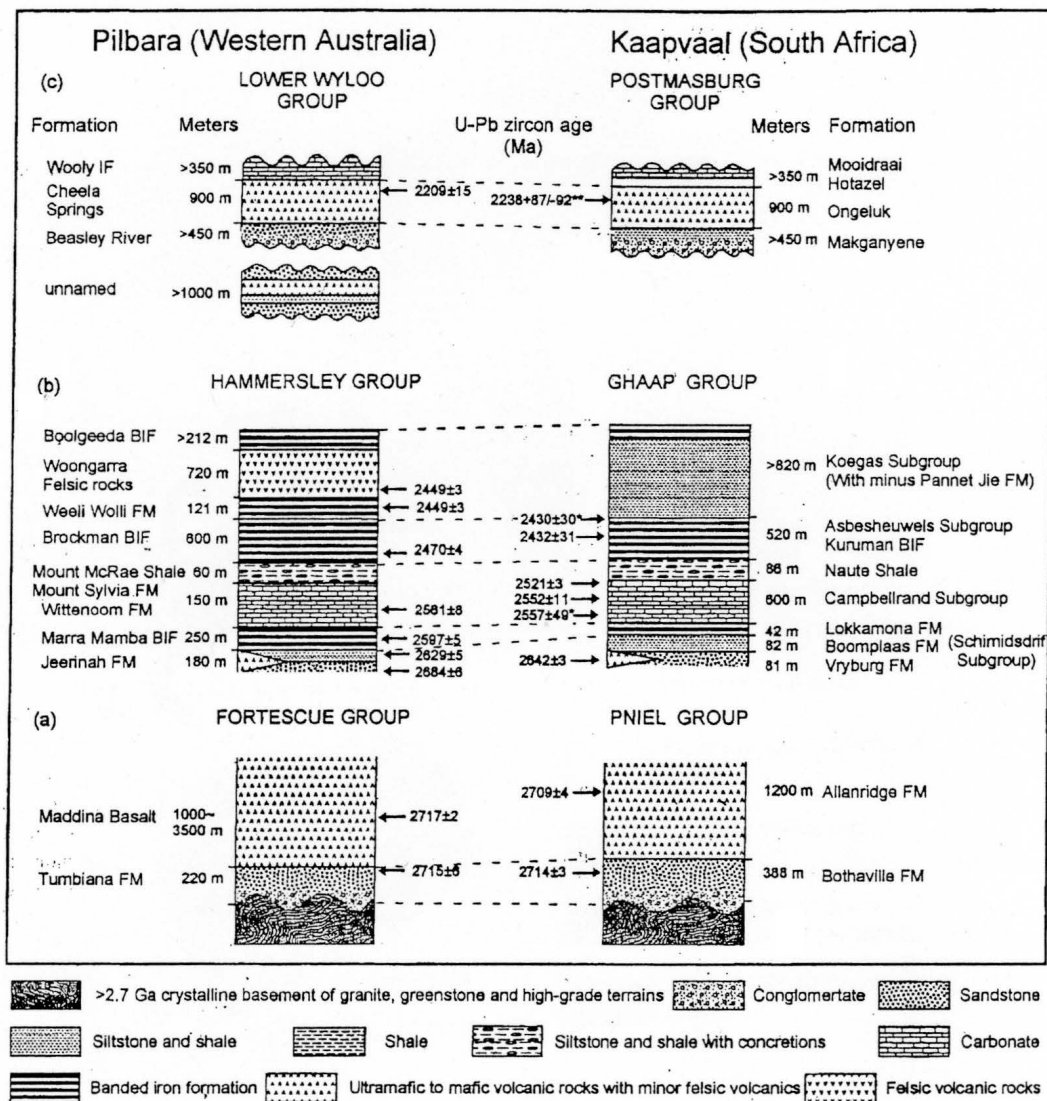 Pilbara (Western Australia) Kaapvaal (South Africa)
(c)
LOWER WYLOO
GROUP
POSTMASBURG
GROUP
Formation Meters U-Pb zircon age
(Ma) Meters Formation
Wooly IF >350 m
Cheela
Springs 900 m 2209±15
Beasley River >450 m
unnamed >1000 m
2238+87/-92**
>350 m Mooidraai
Hotazel
900 m Ongeluk
>450 m Makganyene
(b)
HAMMERSLEY GROUP GHAAP GROUP
Boolgeeda BIF >212 m
Woongarra
Felsic rocks 720 m 2449±3
Weeli Wolli FM 121 m 2449±3
Brockman BIF 600 m 2470±4
Mount McRae Shale 60 m
Mount Sylvia FM
Wittenoom FM 150 m 2561±8
Marra Mamba BIF 250 m 2597±5
Jeerinah FM 180 m 2629±5
2684±6
>820 m Koegas Subgroup
(With minus Pannet Jie FM)
2430±30*
2432±31 520 m Asbesheuwels Subgroup
Kuruman BIF
86 m Naute Shale
2521±3
2552±11 600 m Campbellrand Subgroup
2557±49*
42 m Lokkamona FM
82 m Boomplaas FM (Schimidsdrif
Subgroup)
2642±3 81 m Vryburg FM
(a)
FORTESCUE GROUP PNIEL GROUP
Maddina Basalt 1000~
3500 m 2717±2
Tumbiana FM 220 m 2715±6
2709±4 1200 m Allanridge FM
2714±3 388 m Bothaville FM
>2.7 Ga crystalline basement of granite, greenstone and high-grade terrains Conglomertate Sandstone
Siltstone and shale Shale Siltstone and shale with concretions Carbonate
Banded iron formation Ultramafic to mafic volcanic rocks with minor felsic volcanics Felsic volcanic rocks